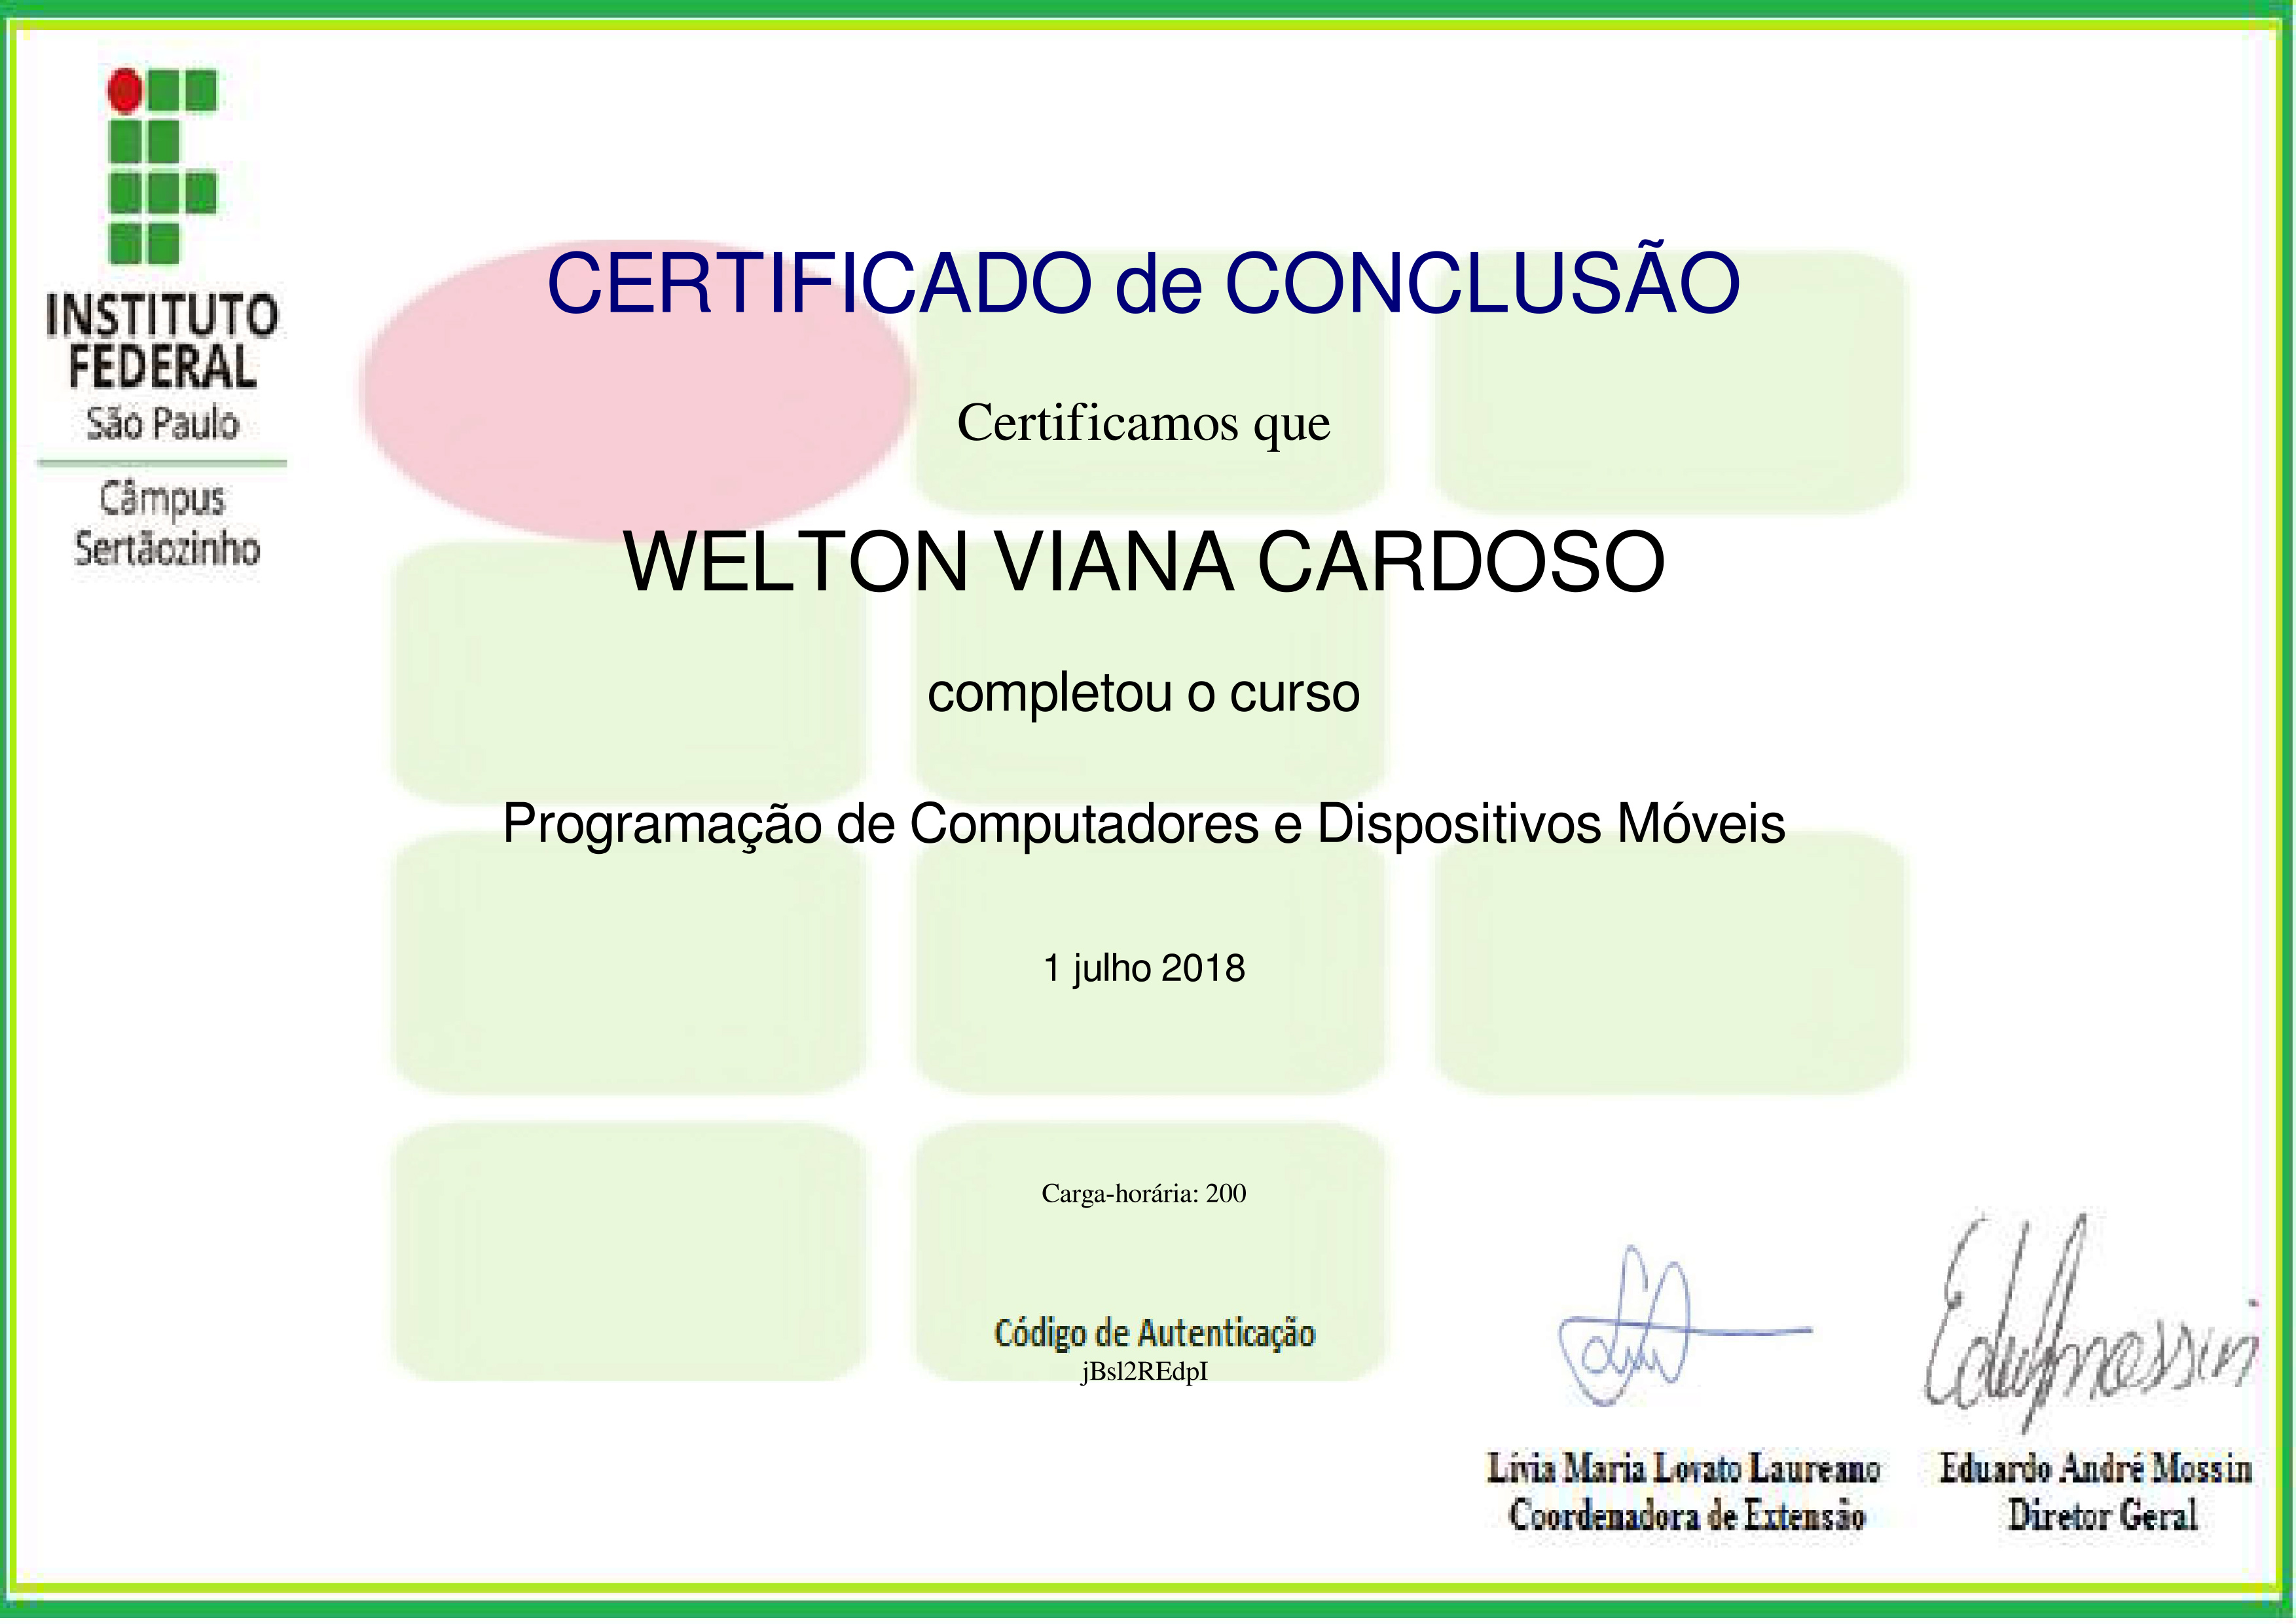 INSTITUTO
FEDERAL
São Paulo
Câmpus
Sertãozinho
CERTIFICADO de CONCLUSÃO
Certificamos que
WELTON VIANA CARDOSO
completou o curso
Programação de Computadores e Dispositivos Móveis
1 julho 2018
Carga-horária: 200
Código de Autenticação
jBsl2REdpI
Lívia Maria Lovato Laureano
Coordenadora de Extensão
Eduardo André Mossin
Diretor Geral